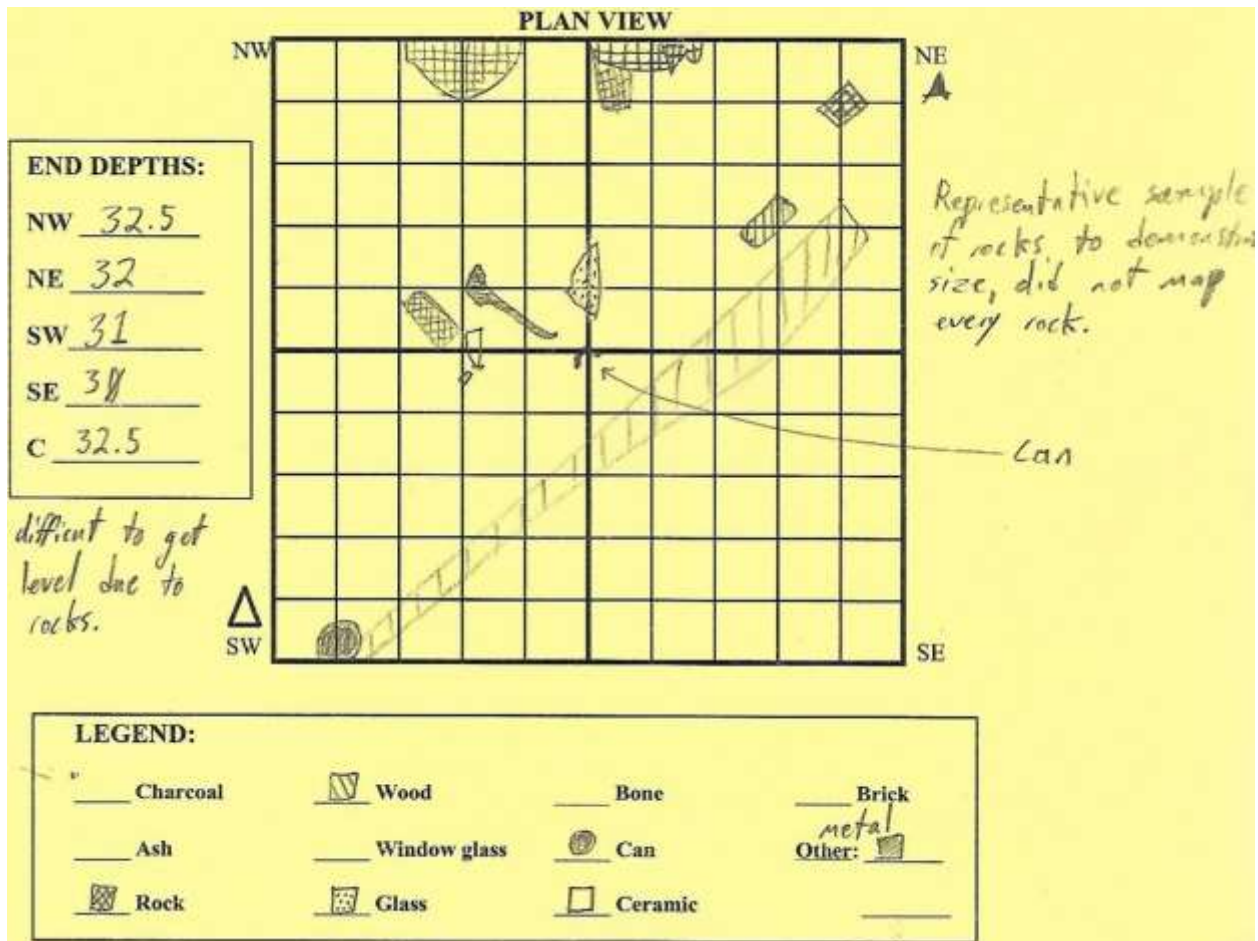 PLAN VIEW
NW
NE
END DEPTHS:
NW 32.5
NE 32
SW 31
SE
C 32.5
Representative sample
of rocks to
size, did not map
every rock.
Can
difficent to get
level due to
rocks.
SW
SE
LEGEND:
Charcoal
Wood
Bone
Brick
Ash
Window glass
Can
metal
Other:
Rock
Glass
Ceramic